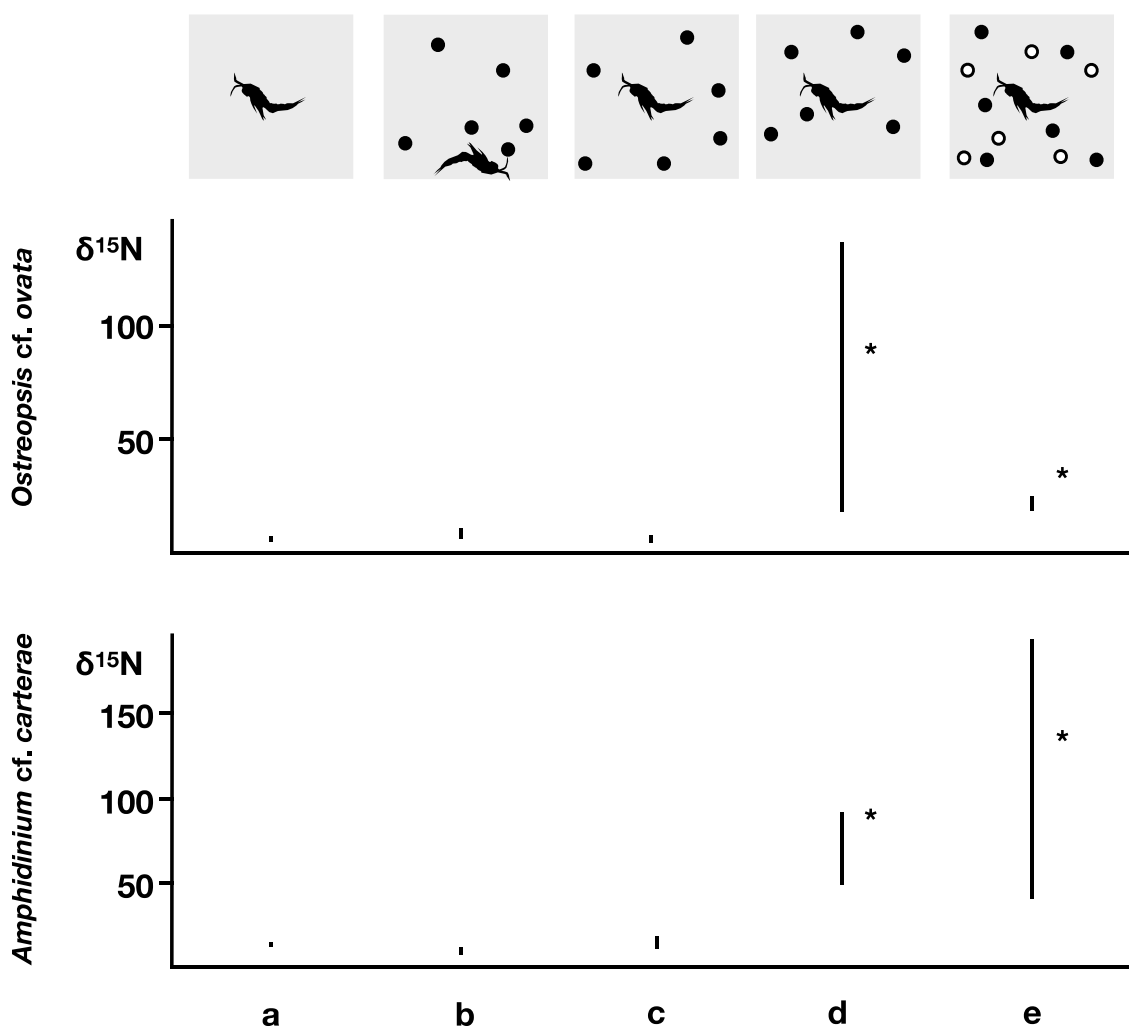 Ostreopsis cf. ovata
δ¹⁵N
100
50
*
*
Amphidinium cf. carterae
δ¹⁵N
150
100
50
*
*
a b c d e